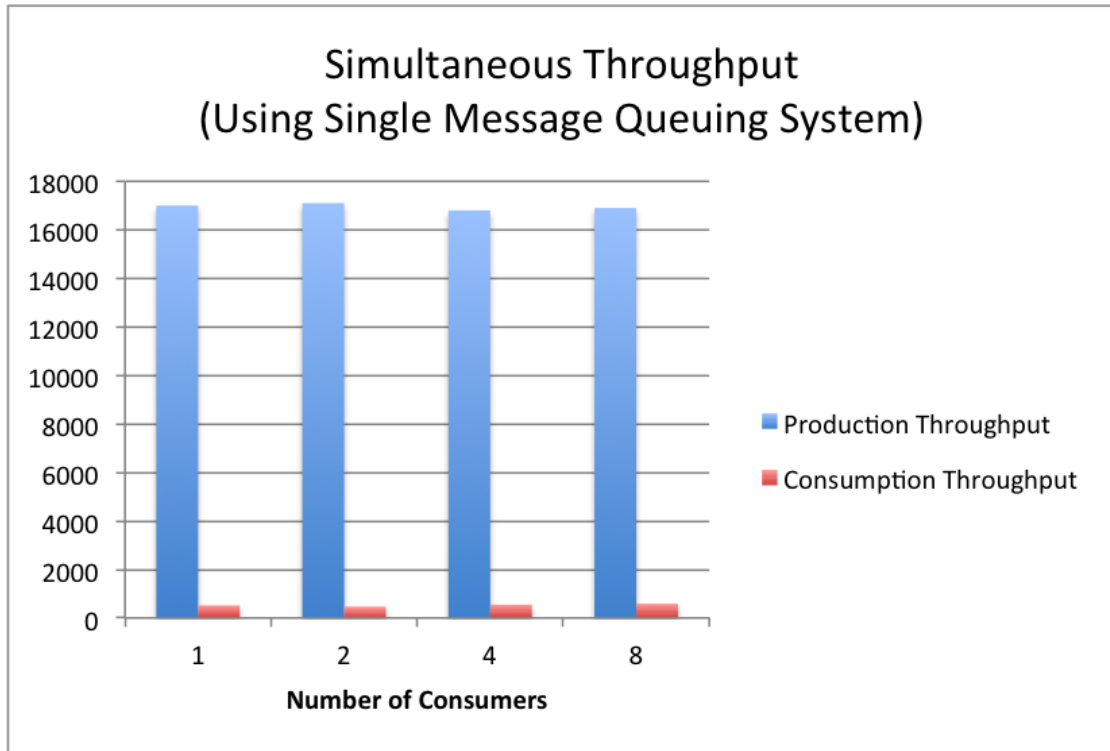 Simultaneous Throughput
(Using Single Message Queuing System)
18000
16000
14000
12000
10000
8000
6000
4000
2000
0
1 2 4 8
Number of Consumers
Production Throughput
Consumption Throughput